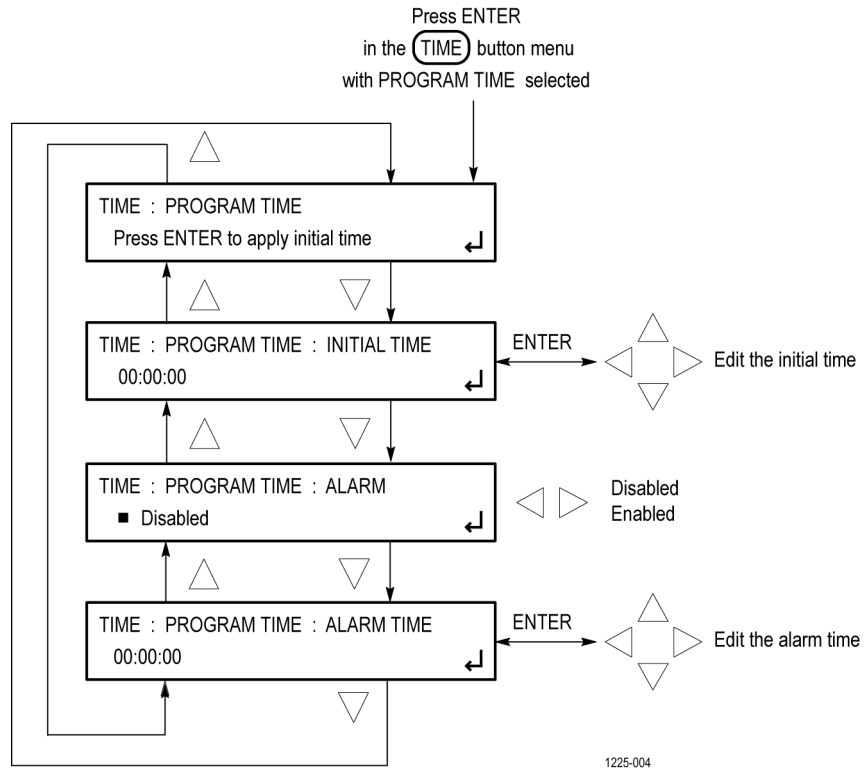 Press ENTER
in the TIME button menu
with PROGRAM TIME selected
TIME : PROGRAM TIME
Press ENTER to apply initial time
TIME : PROGRAM TIME : INITIAL TIME
00:00:00
ENTER
Edit the initial time
TIME : PROGRAM TIME : ALARM
Disabled
Disabled
Enabled
TIME : PROGRAM TIME : ALARM TIME
00:00:00
ENTER
Edit the alarm time
1225-004